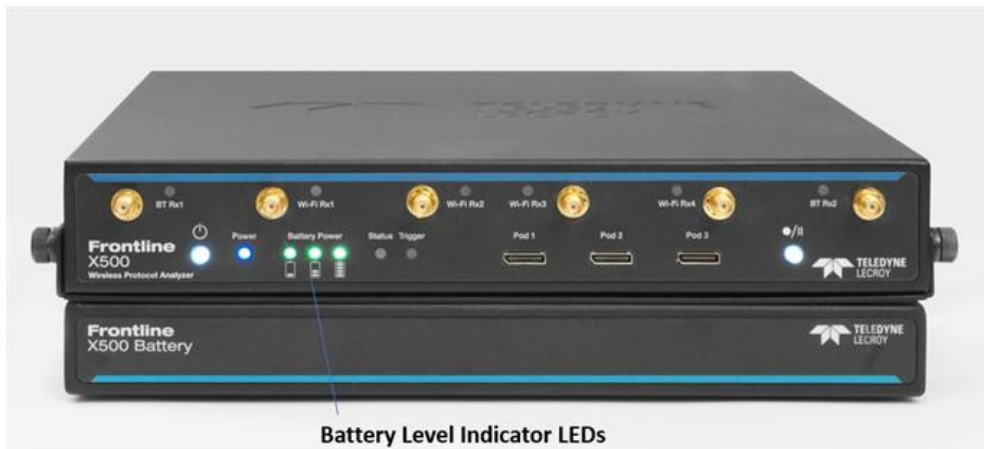 BT Rx1
Wi-Fi Rx1
Wi-Fi Rx2
Wi-Fi Rx3
Wi-Fi Rx4
BT Rx2
Frontline
X500
Wireless Protocol Analyzer
Power
Battery Power
Status
Trigger
Pod 1
Pod 2
Pod 3
TELEDYNE
LECROY
Frontline
X500 Battery
TELEDYNE
LECROY
Battery Level Indicator LEDs